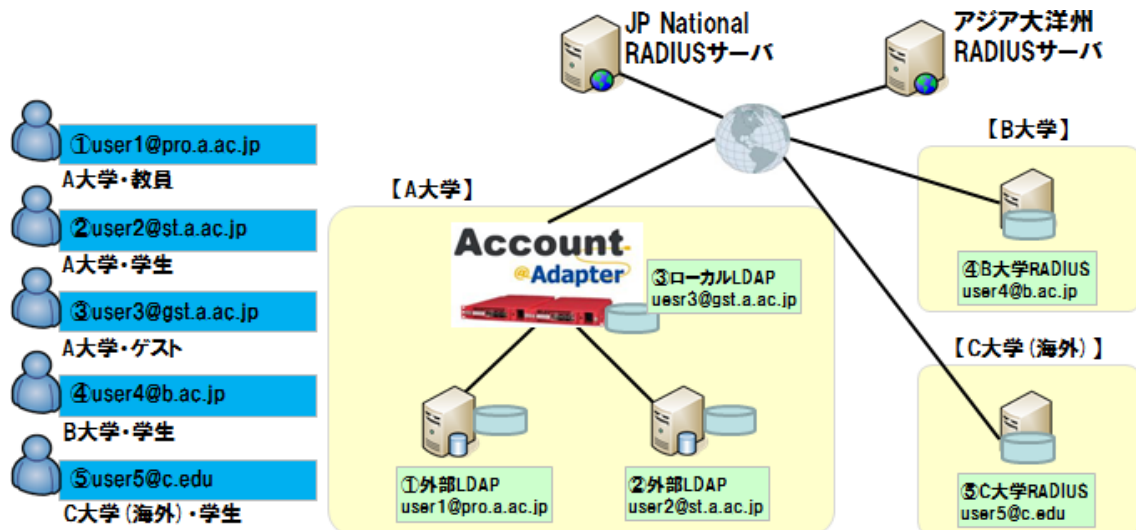 JP National
RADIUSサーバ
アジア大洋州
RADIUSサーバ
①user1@pro.a.ac.jp
A大学・教員
②user2@st.a.ac.jp
A大学・学生
③user3@gst.a.ac.jp
A大学・ゲスト
④user4@b.ac.jp
B大学・学生
⑤user5@c.edu
C大学(海外)・学生
【A大学】
Account
@Adapter
③ローカルLDAP
uesr3@gst.a.ac.jp
①外部LDAP
user1@pro.a.ac.jp
②外部LDAP
user2@st.a.ac.jp
【B大学】
④B大学RADIUS
user4@b.ac.jp
【C大学(海外)】
⑤C大学RADIUS
user5@c.edu